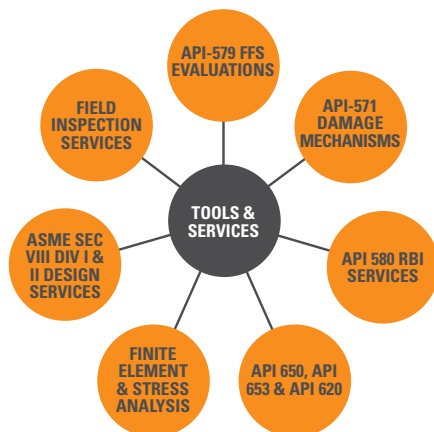 API-579 FFS
EVALUATIONS
API-571
DAMAGE
MECHANISMS
API 580 RBI
SERVICES
API 650, API
653 & API 620
FINITE
ELEMENT
& STRESS
ANALYSIS
ASME SEC
VIII DIV I &
II DESIGN
SERVICES
FIELD
INSPECTION
SERVICES
TOOLS &
SERVICES